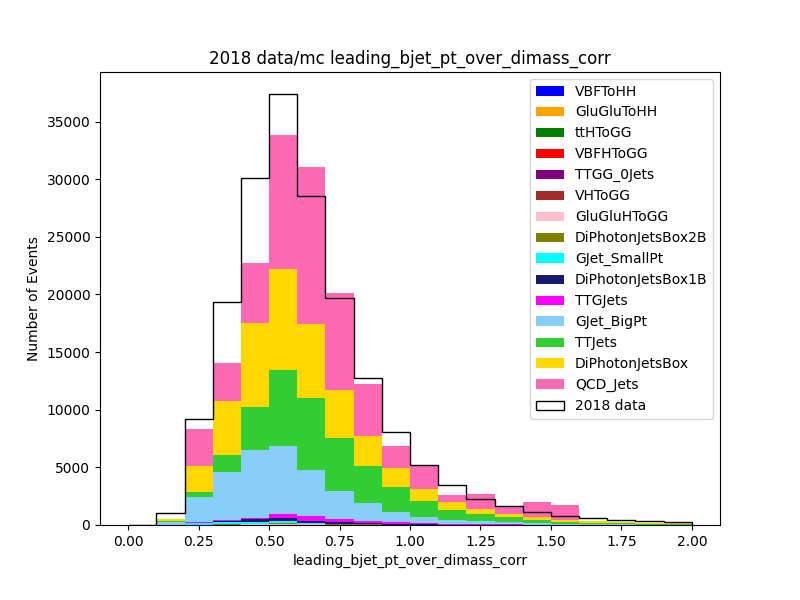 2018 data/mc leading_bjet_pt_over_dimass_corr
Number of Events
35000
30000
25000
20000
15000
10000
5000
0
0.00 0.25 0.50 0.75 1.00 1.25 1.50 1.75 2.00
leading_bjet_pt_over_dimass_corr
VBFToHH
GluGluToHH
ttHToGG
VBFHToGG
TTGG_0Jets
VHToGG
GluGluHToGG
DiPhotonJetsBox2B
GJet_SmallPt
DiPhotonJetsBox1B
TTGJets
GJet_BigPt
TTJets
DiPhotonJetsBox
QCD_Jets
2018 data